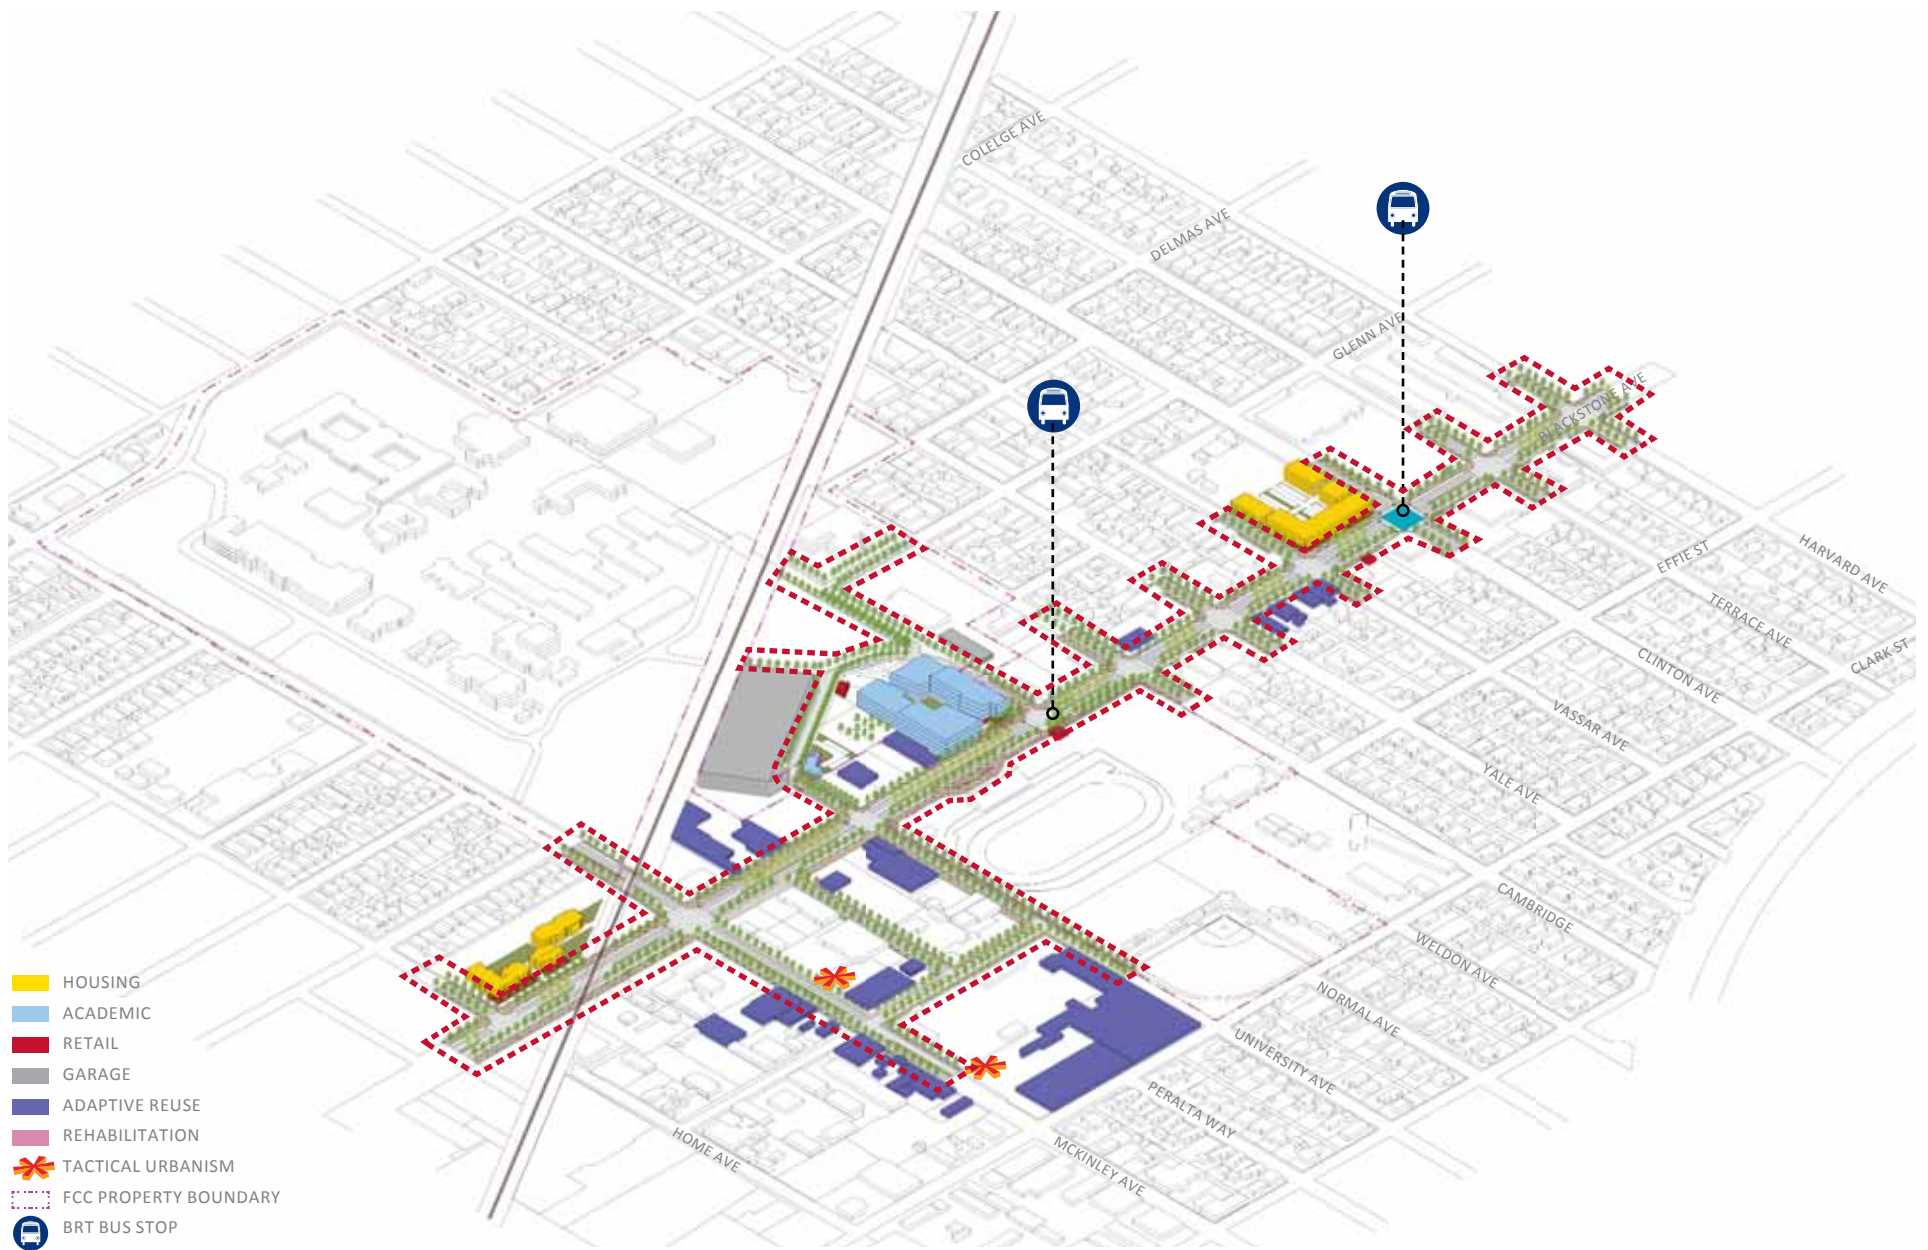 COLELGE AVE
DELMAS AVE
GLENN AVE
BLACKSTONE AVE
HARVARD AVE
EFFIE ST
TERRACE AVE
CLARK ST
CLINTON AVE
VASSAR AVE
YALE AVE
CAMBRIDGE
WELDON AVE
NORMAL AVE
UNIVERSITY AVE
PERALTA WAY
MCKINLEY AVE
HOME AVE
HOUSING
ACADEMIC
RETAIL
GARAGE
ADAPTIVE REUSE
REHABILITATION
TACTICAL URBANISM
FCC PROPERTY BOUNDARY
BRT BUS STOP